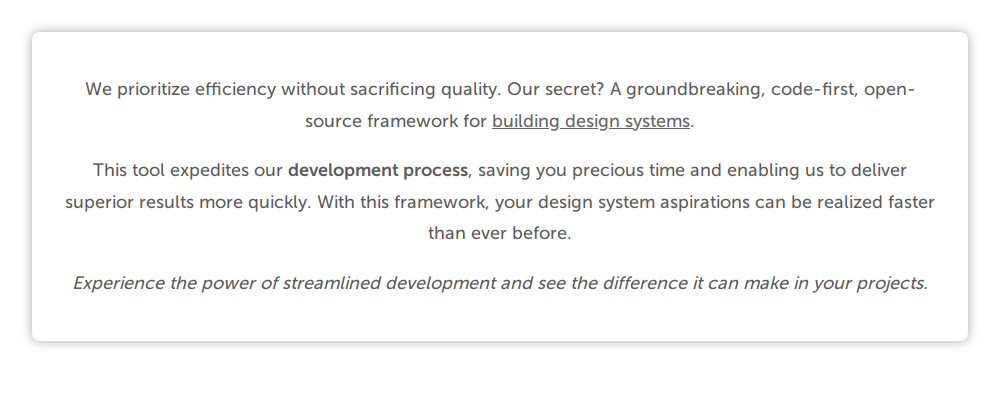 We prioritize efficiency without sacrificing quality. Our secret? A groundbreaking, code-first, open-
source framework for building design systems.
This tool expedites our development process, saving you precious time and enabling us to deliver
superior results more quickly. With this framework, your design system aspirations can be realized faster
than ever before.
Experience the power of streamlined development and see the difference it can make in your projects.